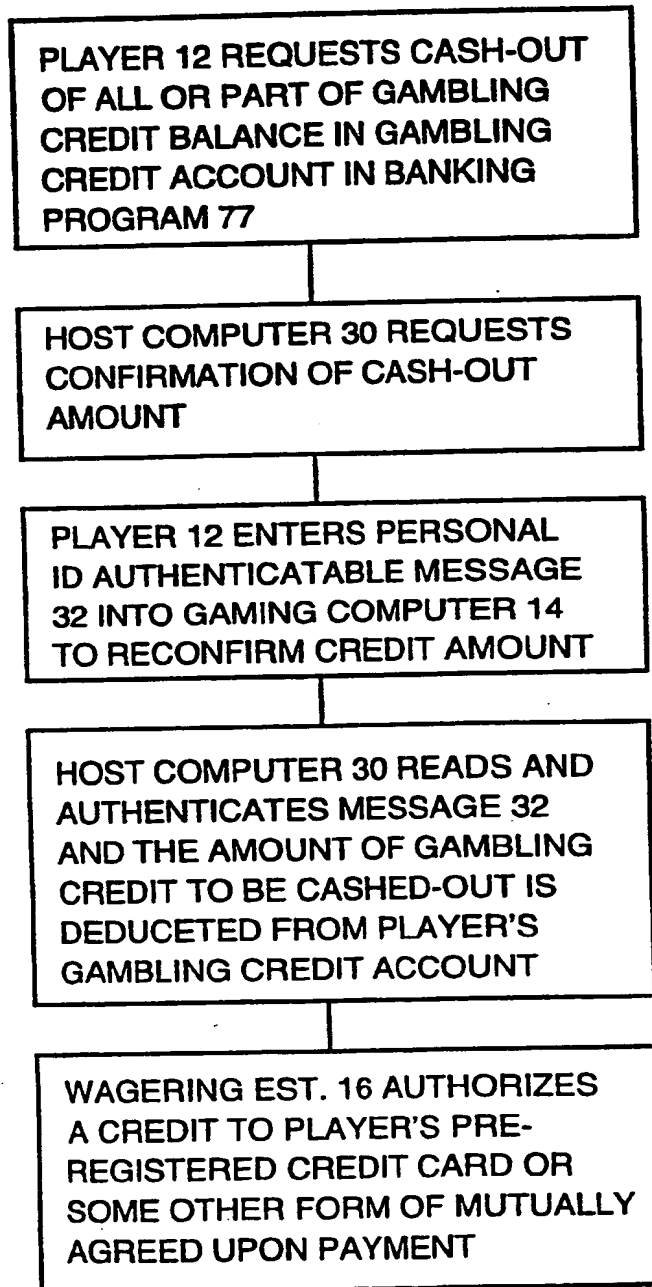 PLAYER 12 REQUESTS CASH-OUT
OF ALL OR PART OF GAMBLING
CREDIT BALANCE IN GAMBLING
CREDIT ACCOUNT IN BANKING
PROGRAM 77
HOST COMPUTER 30 REQUESTS
CONFIRMATION OF CASH-OUT
AMOUNT
PLAYER 12 ENTERS PERSONAL
ID AUTHENTICATABLE MESSAGE
32 INTO GAMING COMPUTER 14
TO RECONFIRM CREDIT AMOUNT
HOST COMPUTER 30 READS AND
AUTHENTICATES MESSAGE 32
AND THE AMOUNT OF GAMBLING
CREDIT TO BE CASHED-OUT IS
DEDUCETED FROM PLAYER'S
GAMBLING CREDIT ACCOUNT
WAGERING EST. 16 AUTHORIZES
A CREDIT TO PLAYER'S PRE-
REGISTERED CREDIT CARD OR
SOME OTHER FORM OF MUTUALLY
AGREED UPON PAYMENT